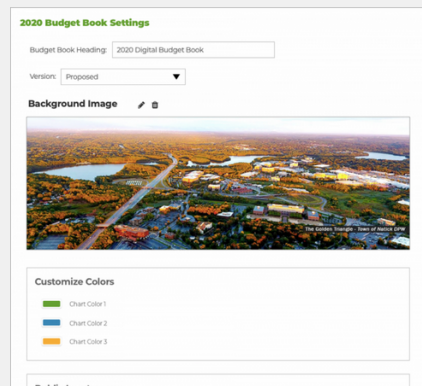 2020 Budget Book Settings
Budget Book Heading: 2020 Digital Budget Book
Version: Proposed
Background Image
The Golden Triangle - Town of Natick DPW
Customize Colors
Chart Color 1
Chart Color 2
Chart Color 3